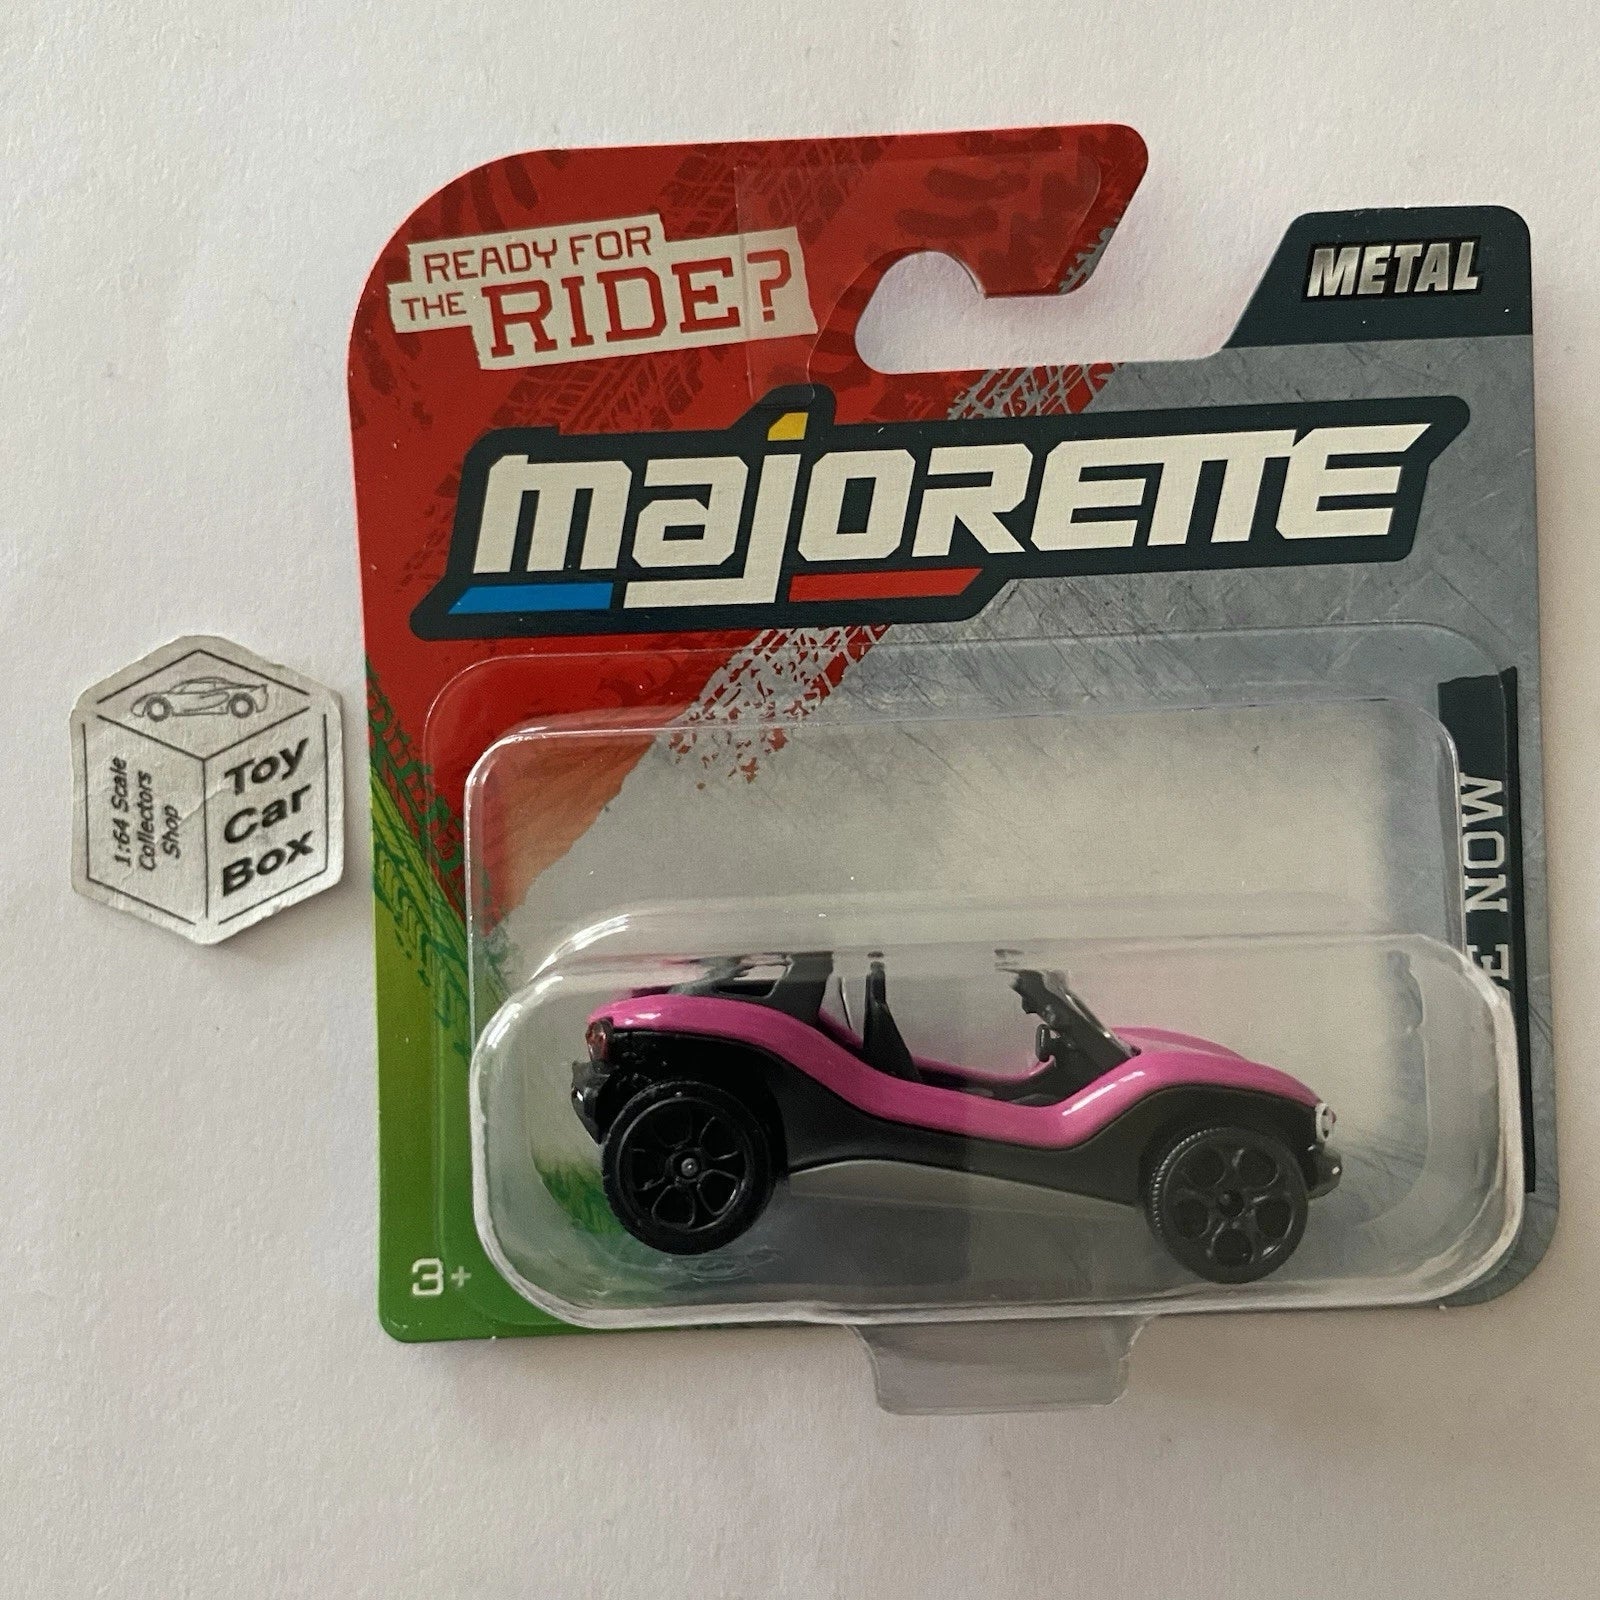 READY FOR
THE RIDE?
METAL
majorette
NOW
1:64 Scale
Collectors
Shop
Toy
Car
Box
3+